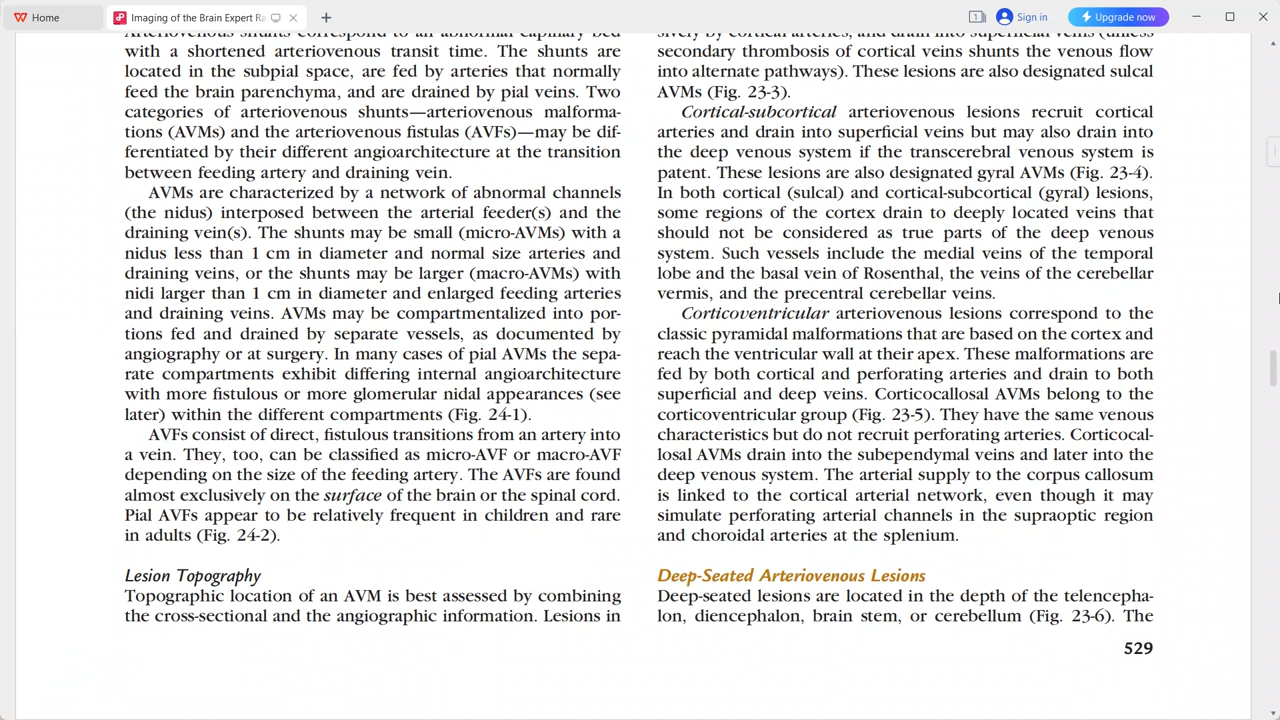 Home
Imaging of the Brain Expert Ra
1
Sign in
Upgrade now
Arteriovenous shunts correspond to an abnormal capillary bed
with a shortened arteriovenous transit time. The shunts are
located in the subpial space, are fed by arteries that normally
feed the brain parenchyma, and are drained by pial veins. Two
categories of arteriovenous shunts—arteriovenous malforma-
tions (AVMs) and the arteriovenous fistulas (AVFs)—may be dif-
ferentiated by their different angioarchitecture at the transition
between feeding artery and draining vein.
AVMs are characterized by a network of abnormal channels
(the nidus) interposed between the arterial feeder(s) and the
draining vein(s). The shunts may be small (micro-AVMs) with a
nidus less than 1 cm in diameter and normal size arteries and
draining veins, or the shunts may be larger (macro-AVMs) with
nidi larger than 1 cm in diameter and enlarged feeding arteries
and draining veins. AVMs may be compartmentalized into por-
tions fed and drained by separate vessels, as documented by
angiography or at surgery. In many cases of pial AVMs the sepa-
rate compartments exhibit differing internal angioarchitecture
with more fistulous or more glomerular nidal appearances (see
later) within the different compartments (Fig. 24-1).
AVFs consist of direct, fistulous transitions from an artery into
a vein. They, too, can be classified as micro-AVF or macro-AVF
depending on the size of the feeding artery. The AVFs are found
almost exclusively on the surface of the brain or the spinal cord.
Pial AVFs appear to be relatively frequent in children and rare
in adults (Fig. 24-2).
Lesion Topography
Topographic location of an AVM is best assessed by combining
the cross-sectional and the angiographic information. Lesions in
sively by cortical arteries, and drain into superficial veins (unless
secondary thrombosis of cortical veins shunts the venous flow
into alternate pathways). These lesions are also designated sulcal
AVMs (Fig. 23-3).
Cortical-subcortical arteriovenous lesions recruit cortical
arteries and drain into superficial veins but may also drain into
the deep venous system if the transcerebral venous system is
patent. These lesions are also designated gyral AVMs (Fig. 23-4).
In both cortical (sulcal) and cortical-subcortical (gyral) lesions,
some regions of the cortex drain to deeply located veins that
should not be considered as true parts of the deep venous
system. Such vessels include the medial veins of the temporal
lobe and the basal vein of Rosenthal, the veins of the cerebellar
vermis, and the precentral cerebellar veins.
Corticoventricular arteriovenous lesions correspond to the
classic pyramidal malformations that are based on the cortex and
reach the ventricular wall at their apex. These malformations are
fed by both cortical and perforating arteries and drain to both
superficial and deep veins. Corticocallosal AVMs belong to the
corticoventricular group (Fig. 23-5). They have the same venous
characteristics but do not recruit perforating arteries. Corticocal-
losal AVMs drain into the subependymal veins and later into the
deep venous system. The arterial supply to the corpus callosum
is linked to the cortical arterial network, even though it may
simulate perforating arterial channels in the supraoptic region
and choroidal arteries at the splenium.
Deep-Seated Arteriovenous Lesions
Deep-seated lesions are located in the depth of the telencepha-
lon, diencephalon, brain stem, or cerebellum (Fig. 23-6). The
529